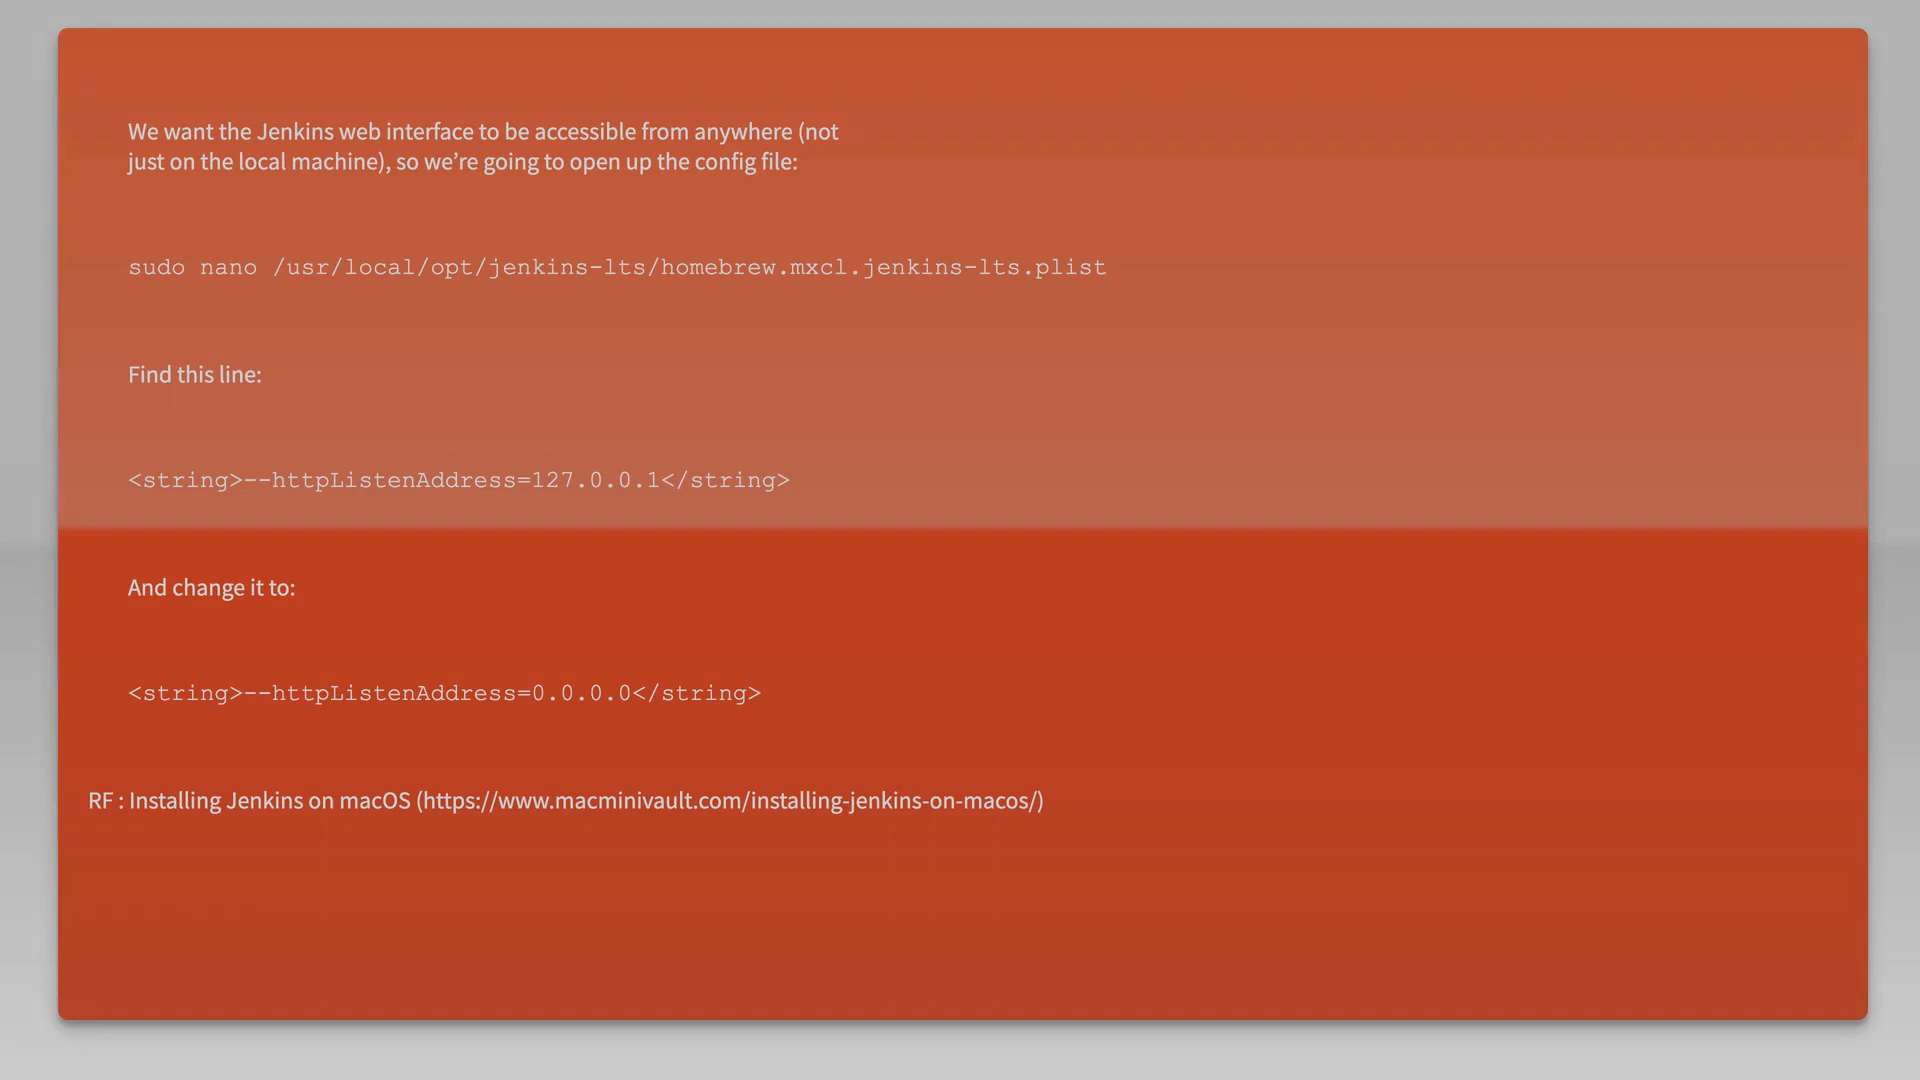 We want the Jenkins web interface to be accessible from anywhere (not
just on the local machine), so we’re going to open up the config file:
sudo nano /usr/local/opt/jenkins-lts/homebrew.mxcl.jenkins-lts.plist
Find this line:
<string>--httpListenAddress=127.0.0.1</string>
And change it to:
<string>--httpListenAddress=0.0.0.0</string>
RF : Installing Jenkins on macOS (https://www.macminivault.com/installing-jenkins-on-macos/)